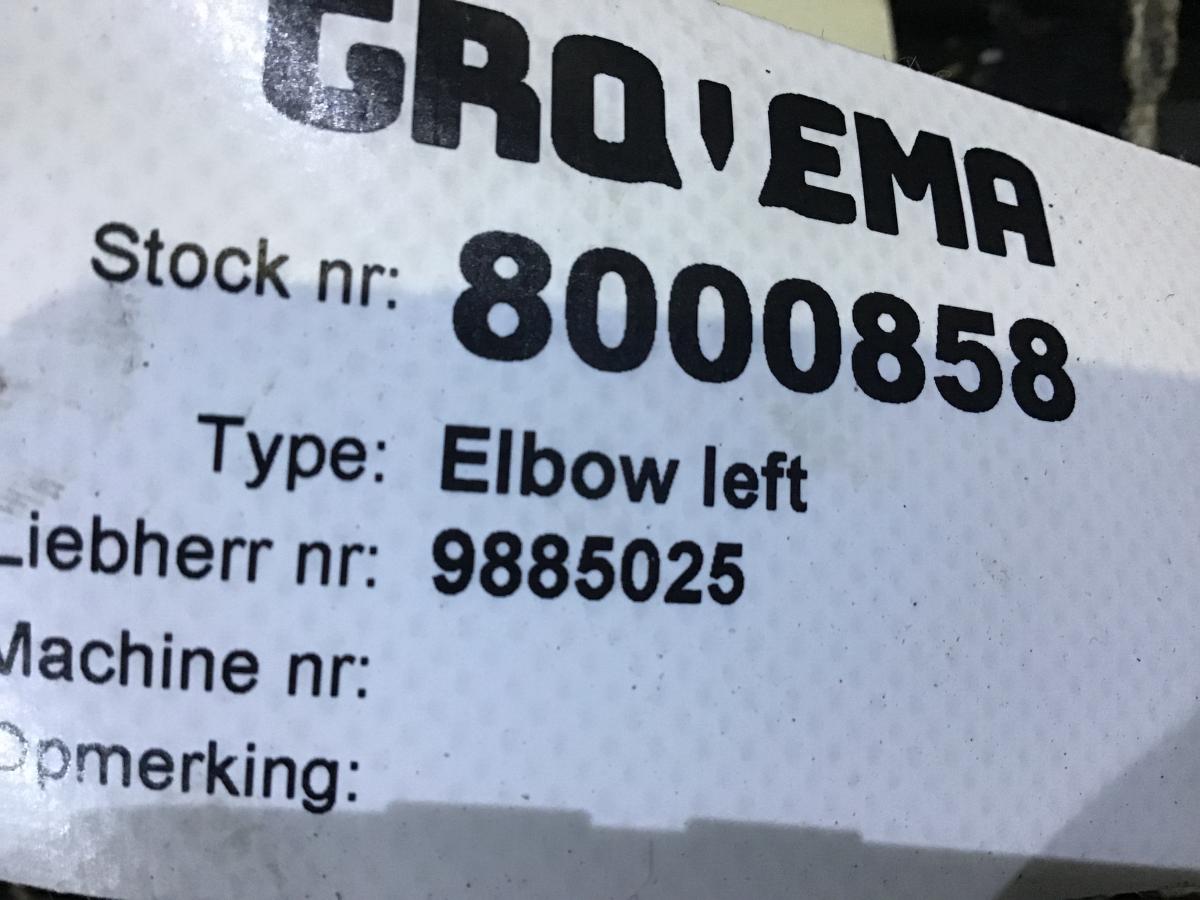 GRO'EMA
Stock nr: 8000858
Type: Elbow left
Liebherr nr: 9885025
Machine nr:
Opmerking: